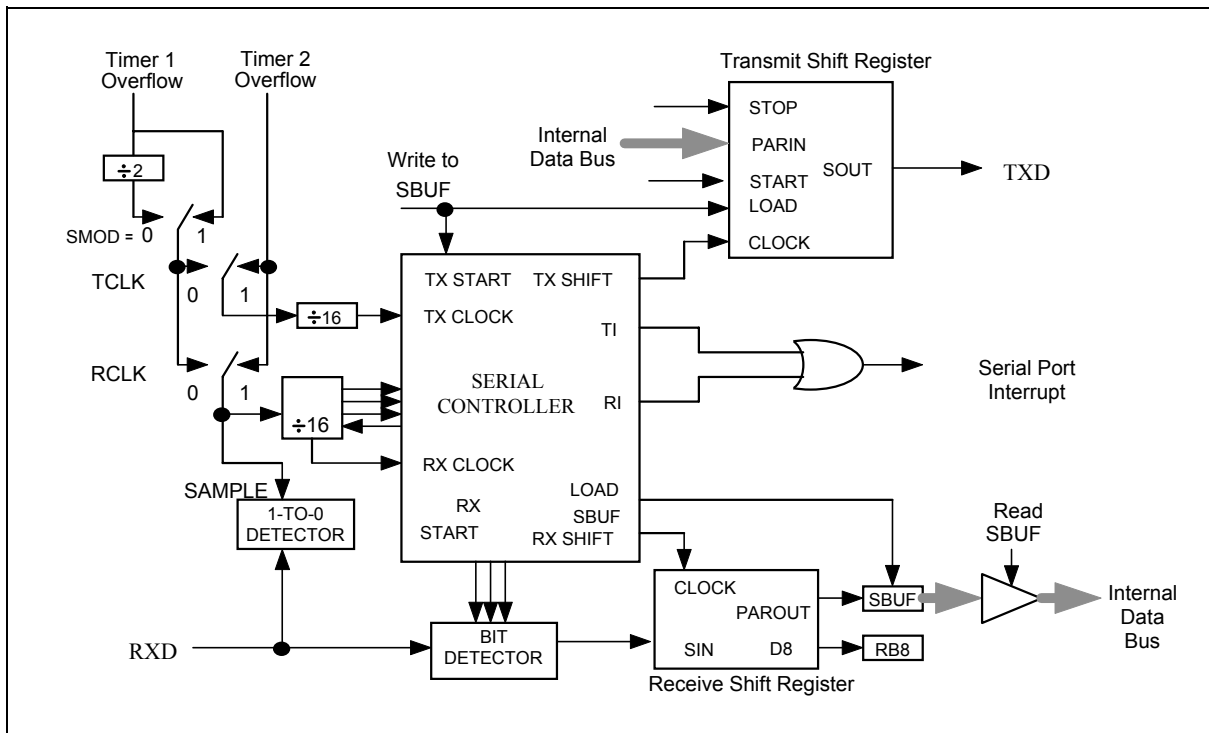 Timer 1
Overflow
Timer 2
Overflow
÷2
SMOD = 0
1
TCLK
0
1
÷16
RCLK
0
1
÷16
SAMPLE
1-TO-0
DETECTOR
RXD
Write to
SBUF
TX START
TX SHIFT
TX CLOCK
TI
SERIAL
CONTROLLER
RI
RX CLOCK
LOAD
SBUF
RX
START
RX SHIFT
BIT
DETECTOR
Transmit Shift Register
Internal
Data Bus
STOP
PARIN
SOUT
START
LOAD
CLOCK
TXD
Serial Port
Interrupt
CLOCK
PAROUT
SIN
D8
Receive Shift Register
SBUF
RB8
Read
SBUF
Internal
Data
Bus